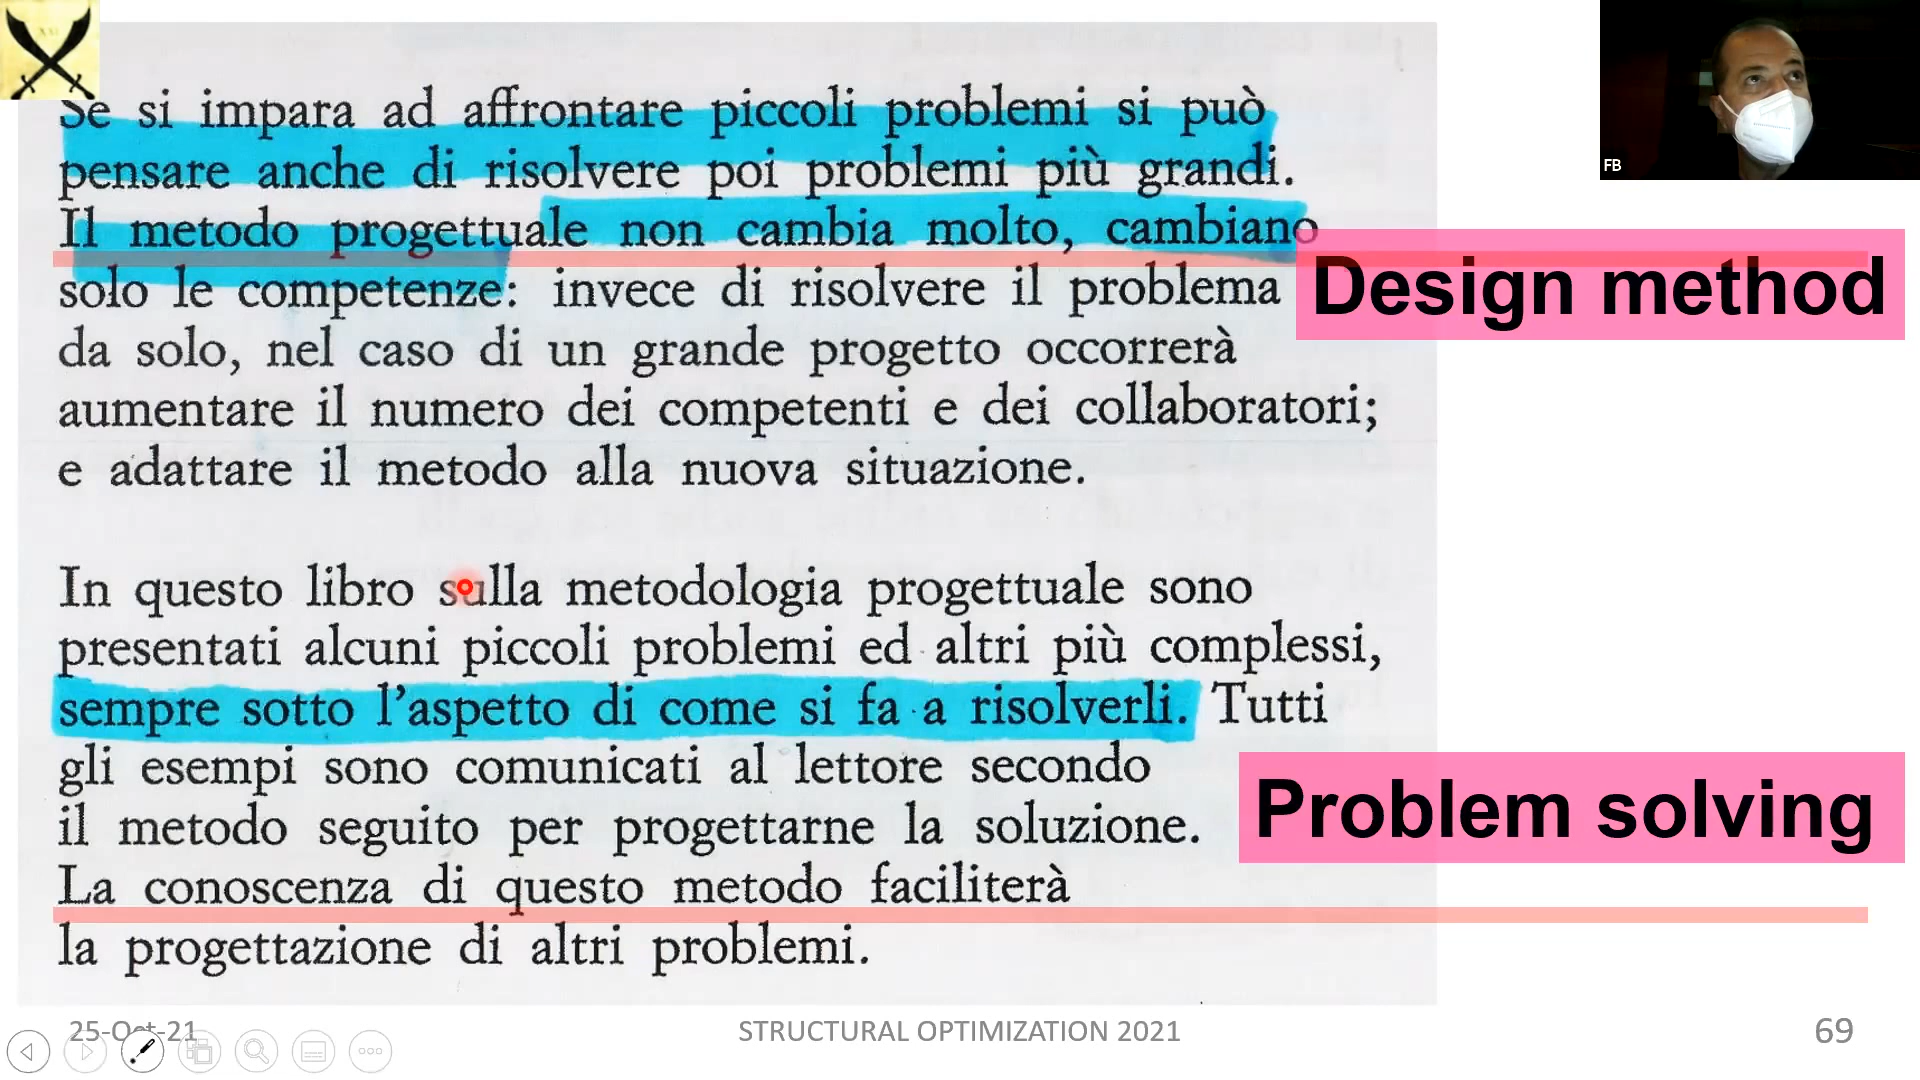 Se si impara ad affrontare piccoli problemi si può
pensare anche di risolvere poi problemi più grandi.
Il metodo progettuale non cambia molto, cambiano
solo le competenze: invece di risolvere il problema
da solo, nel caso di un grande progetto occorrerà
aumentare il numero dei competenti e dei collaboratori;
e adattare il metodo alla nuova situazione.
Design method
In questo libro sulla metodologia progettuale sono
presentati alcuni piccoli problemi ed altri più complessi,
sempre sotto l'aspetto di come si fa a risolverli. Tutti
gli esempi sono comunicati al lettore secondo
il metodo seguito per progettarne la soluzione.
La conoscenza di questo metodo faciliterà
la progettazione di altri problemi.
Problem solving
FB
25-Oct-21
STRUCTURAL OPTIMIZATION 2021
69